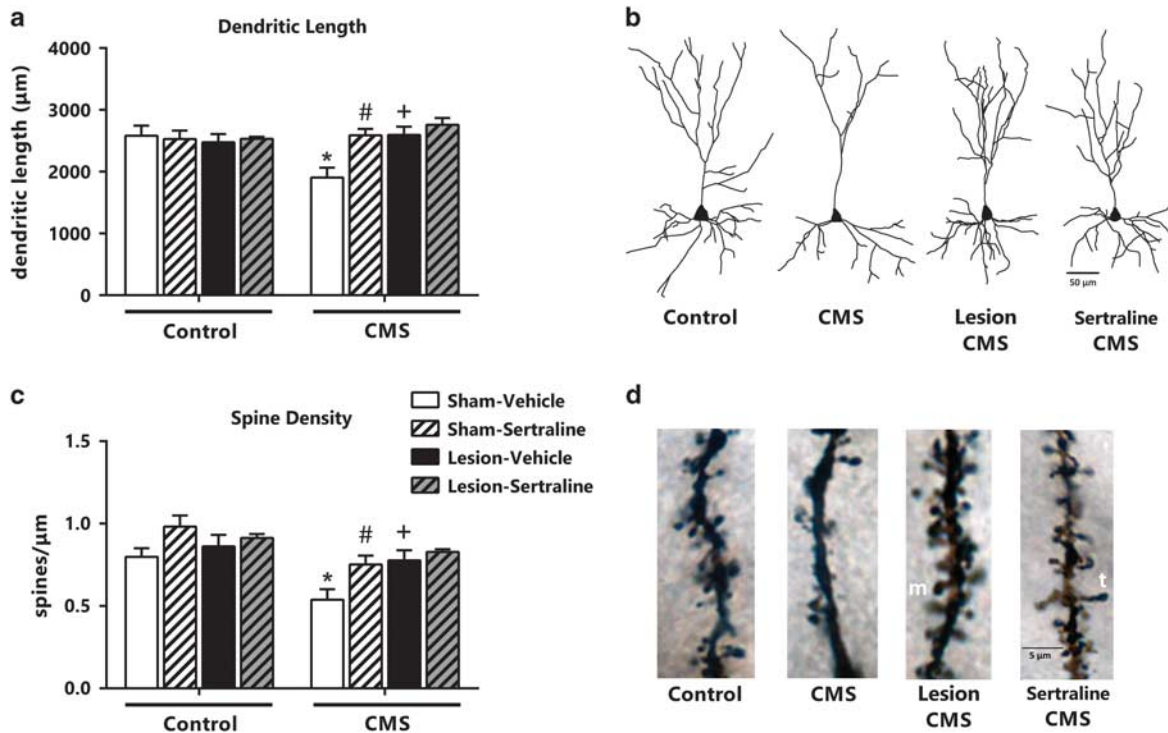 a
Dendritic Length
dendritic length (µm)
4000
3000
2000
1000
0
*
#
+
Control
CMS
b
50 µm
Control
CMS
Lesion
CMS
Sertraline
CMS
c
Spine Density
Sham-Vehicle
Sham-Sertraline
Lesion-Vehicle
Lesion-Sertraline
spines/µm
1.5
1.0
0.5
0.0
*
#
+
Control
CMS
d
m
t
5 µm
Control
CMS
Lesion
CMS
Sertraline
CMS